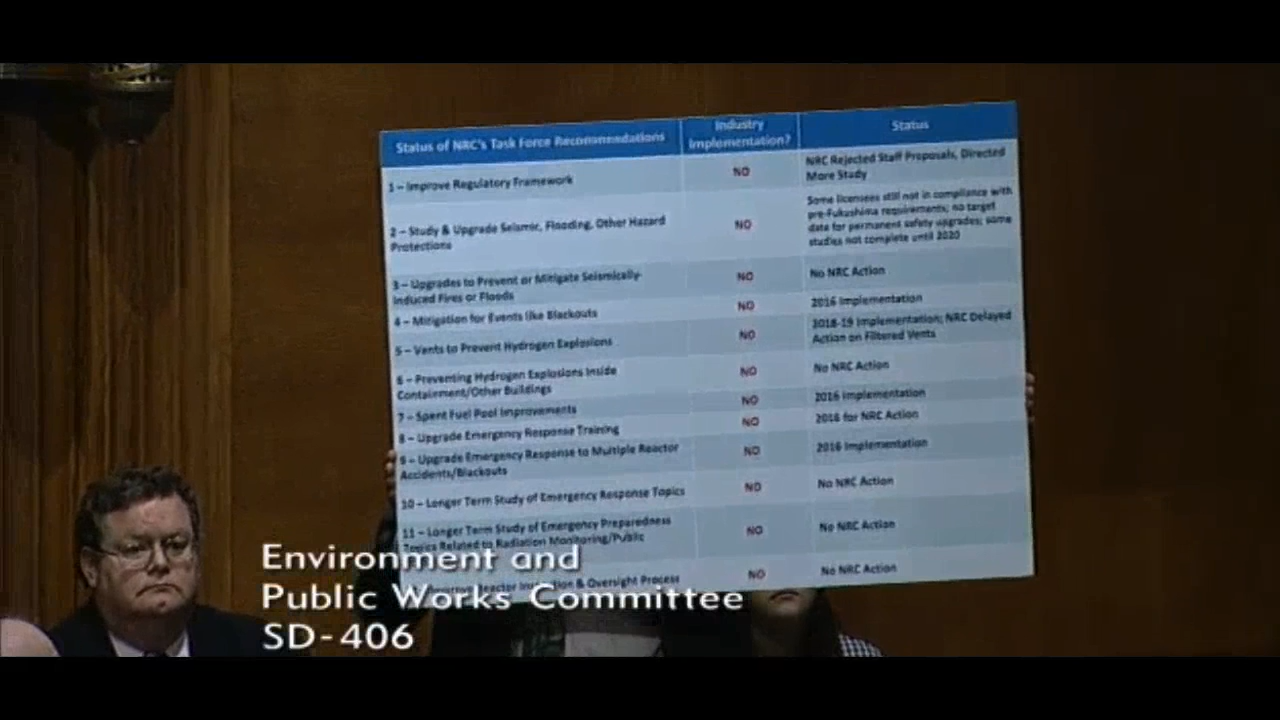 Status of NRC's Task Force Recommendations
Industry
Implementation?
Status
1 – Improve Regulatory Framework
NO
NRC Rejected Staff Proposals, Directed
More Study
2 – Study & Upgrade Seismic, Flooding, Other Hazard
Protections
NO
Some licensees still not in compliance with
pre-Fukushima requirements; no target
date for permanent safety upgrades; some
studies not complete until 2020
3 – Upgrades to Prevent or Mitigate Seismically-
Induced Fires or Floods
NO
No NRC Action
4 – Mitigation for Events like Blackouts
NO
2016 Implementation
5 – Vents to Prevent Hydrogen Explosions
NO
Implementation; NRC Delayed
Action on Filtered Vents
6 – Preventing Hydrogen Explosions Inside
Containment/Other Buildings
NO
No NRC Action
7 – Spent Fuel Pool Improvements
NO
2016 Implementation
8 – Upgrade Emergency Response Training
NO
2016 for NRC Action
9 – Upgrade Emergency Response to Multiple Reactor
Accidents/Blackouts
NO
2016 Implementation
10 – Longer Term Study of Emergency Response Topics
NO
No NRC Action
11 – Longer Term Study of Emergency Preparedness
Topics Related to Radiation Monitoring/Public
NO
No NRC Action
Reactor & Oversight Process
NO
No NRC Action
Environment and
Public Works Committee
SD-406